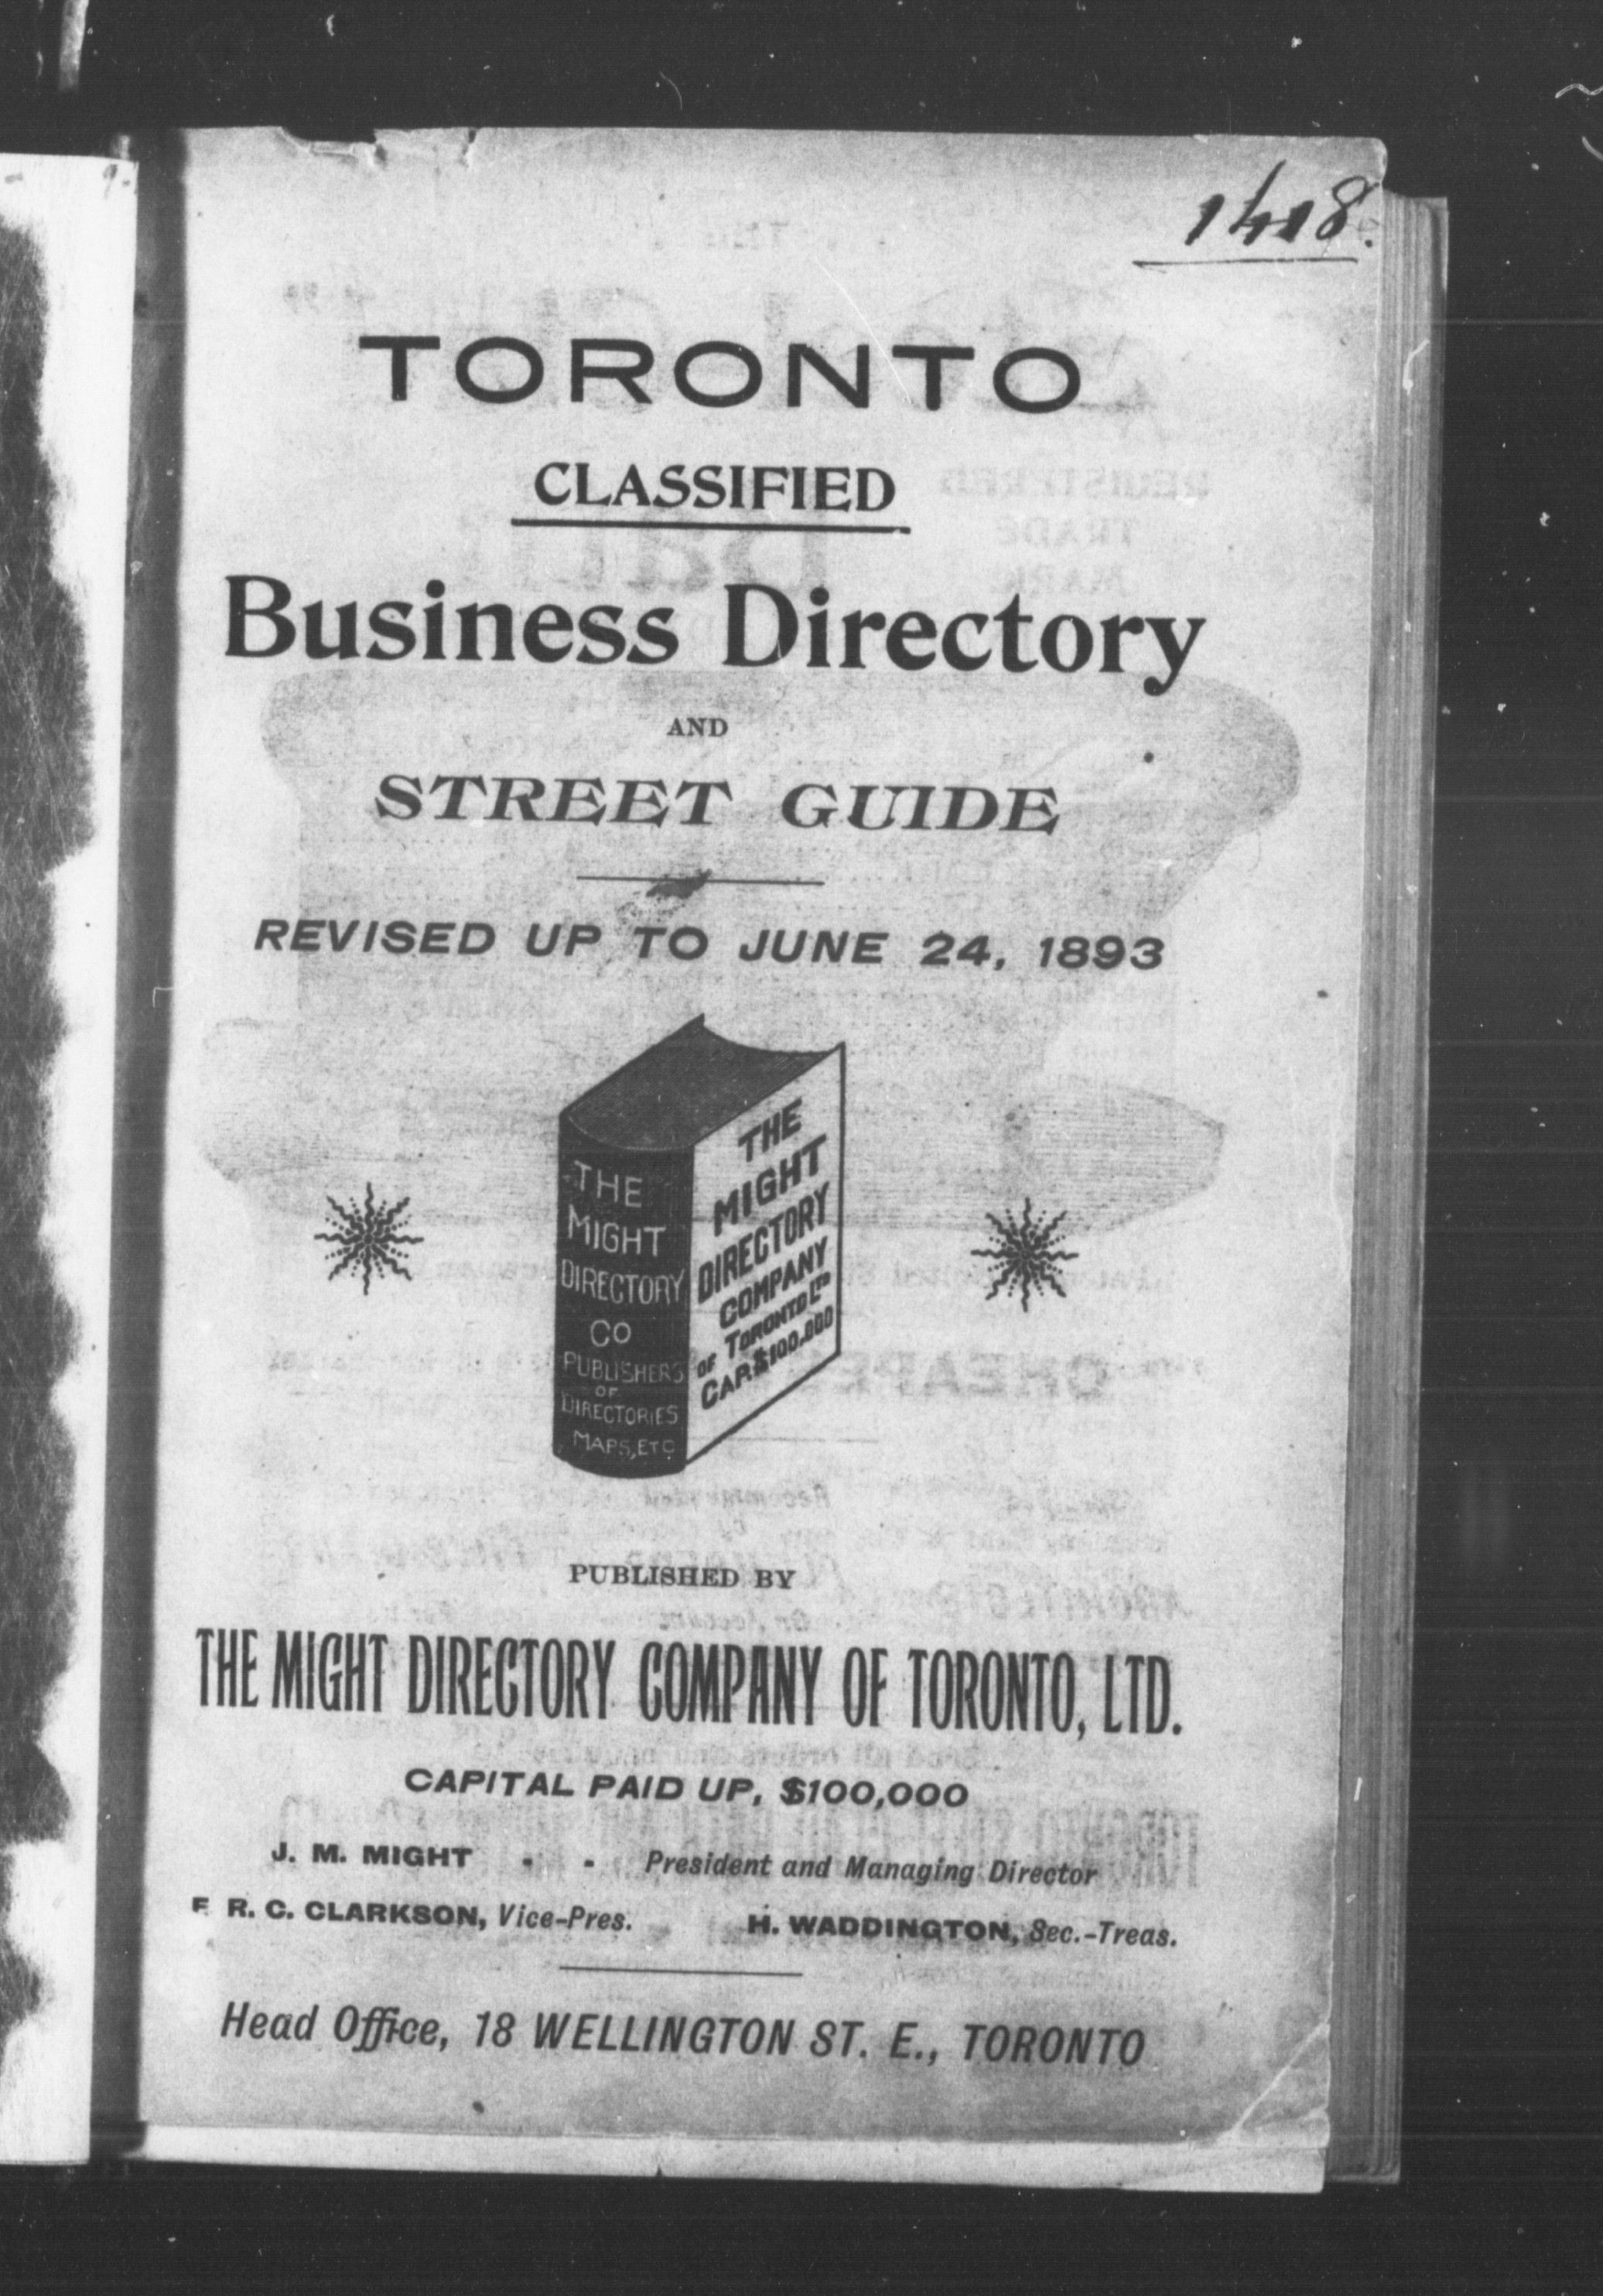 1418.
TORONTO
CLASSIFIED
Business Directory
AND
STREET GUIDE
REVISED UP TO JUNE 24, 1893
THE
MIGHT
DIRECTORY
CO
PUBLISHERS
OF
DIRECTORIES
MAPS, ETC
THE
MIGHT
DIRECTORY
COMPANY
OF TORONTO LTD
CAP. $100,000
PUBLISHED BY
THE MIGHT DIRECTORY COMPANY OF TORONTO, LTD.
CAPITAL PAID UP, $100,000
J. M. MIGHT - - President and Managing Director
E R. C. CLARKSON, Vice-Pres. H. WADDINGTON, Sec.-Treas.
Head Office, 18 WELLINGTON ST. E., TORONTO